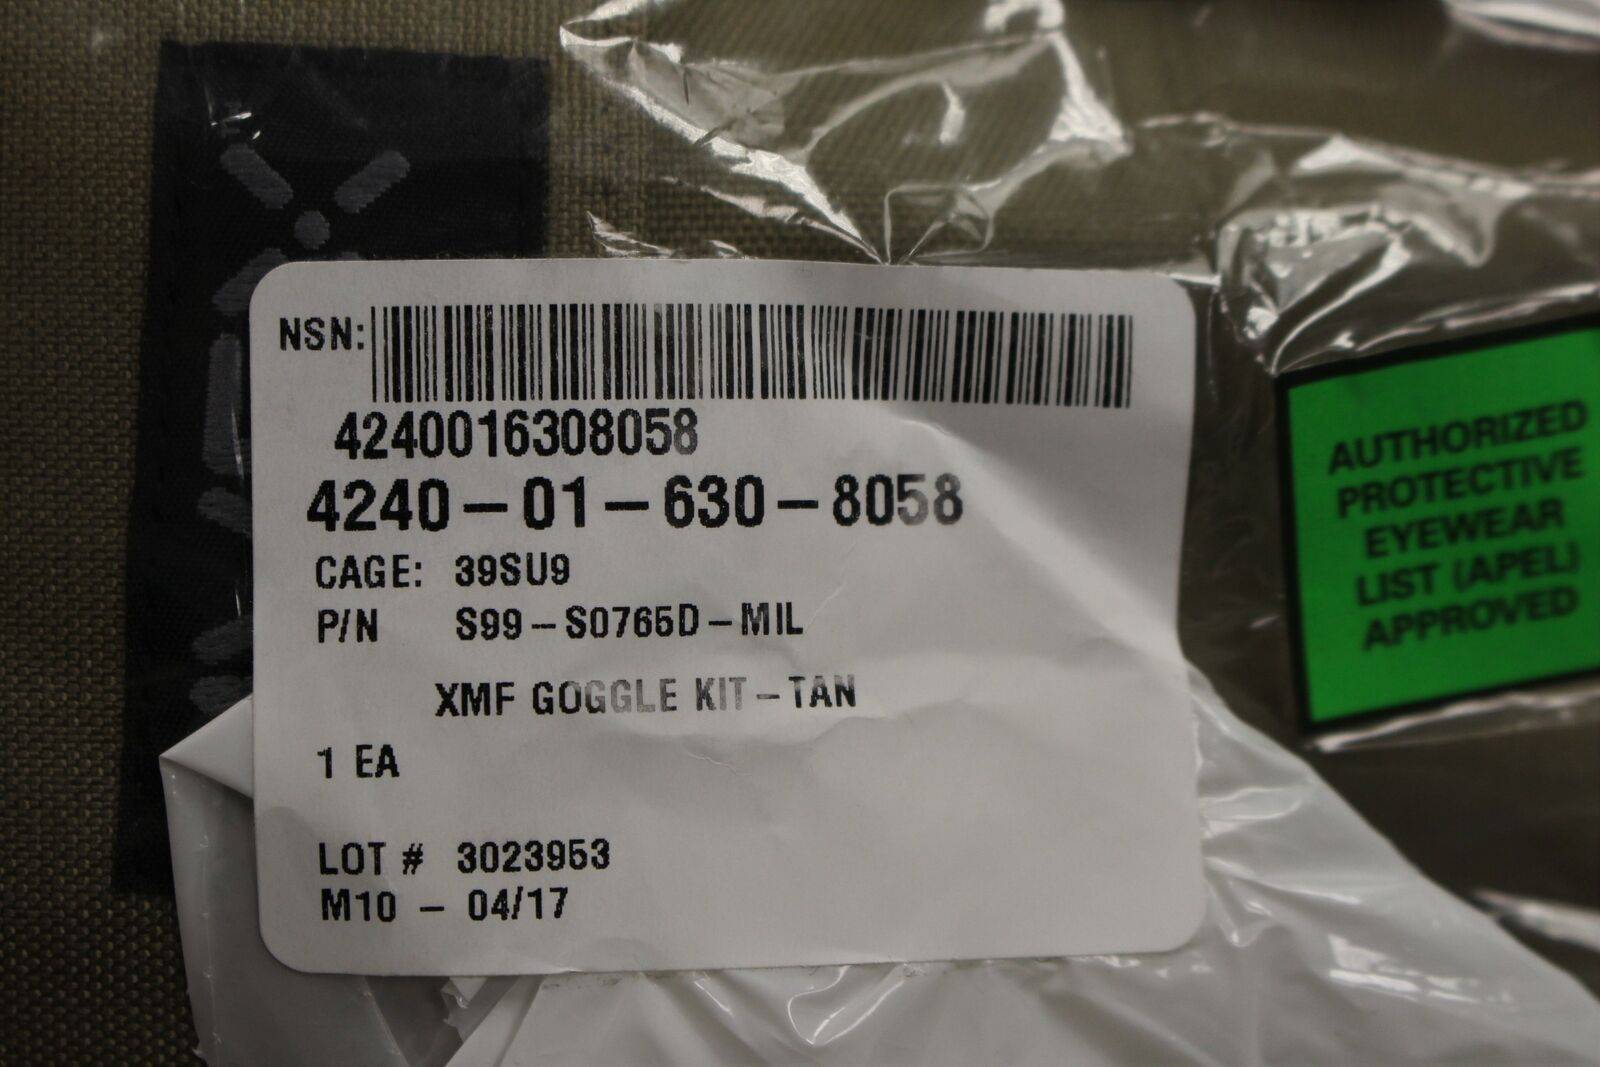 NSN:
4240016308058
4240-01-630-8058
CAGE: 39SU9
P/N S99-S0765D-MIL
XMF GOGGLE KIT-TAN
1 EA
LOT # 3023953
M10 - 04/17
AUTHORIZED
PROTECTIVE
EYEWEAR
LIST (APEL)
APPROVED